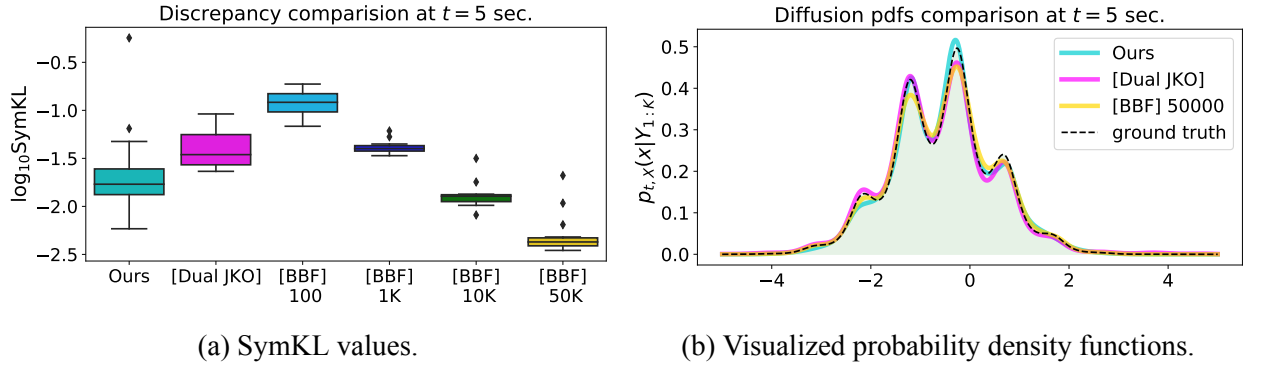 Discrepancy comparision at t = 5 sec.
log₁₀SymKL
−0.5
−1.0
−1.5
−2.0
−2.5
Ours
[Dual JKO]
[BBF] 100
[BBF] 1K
[BBF] 10K
[BBF] 50K
(a) SymKL values.
Diffusion pdfs comparison at t = 5 sec.
p_{t,X}(x|Y_{1:K})
0.5
0.4
0.3
0.2
0.1
0.0
−4
−2
0
2
4
Ours
[Dual JKO]
[BBF] 50000
ground truth
(b) Visualized probability density functions.